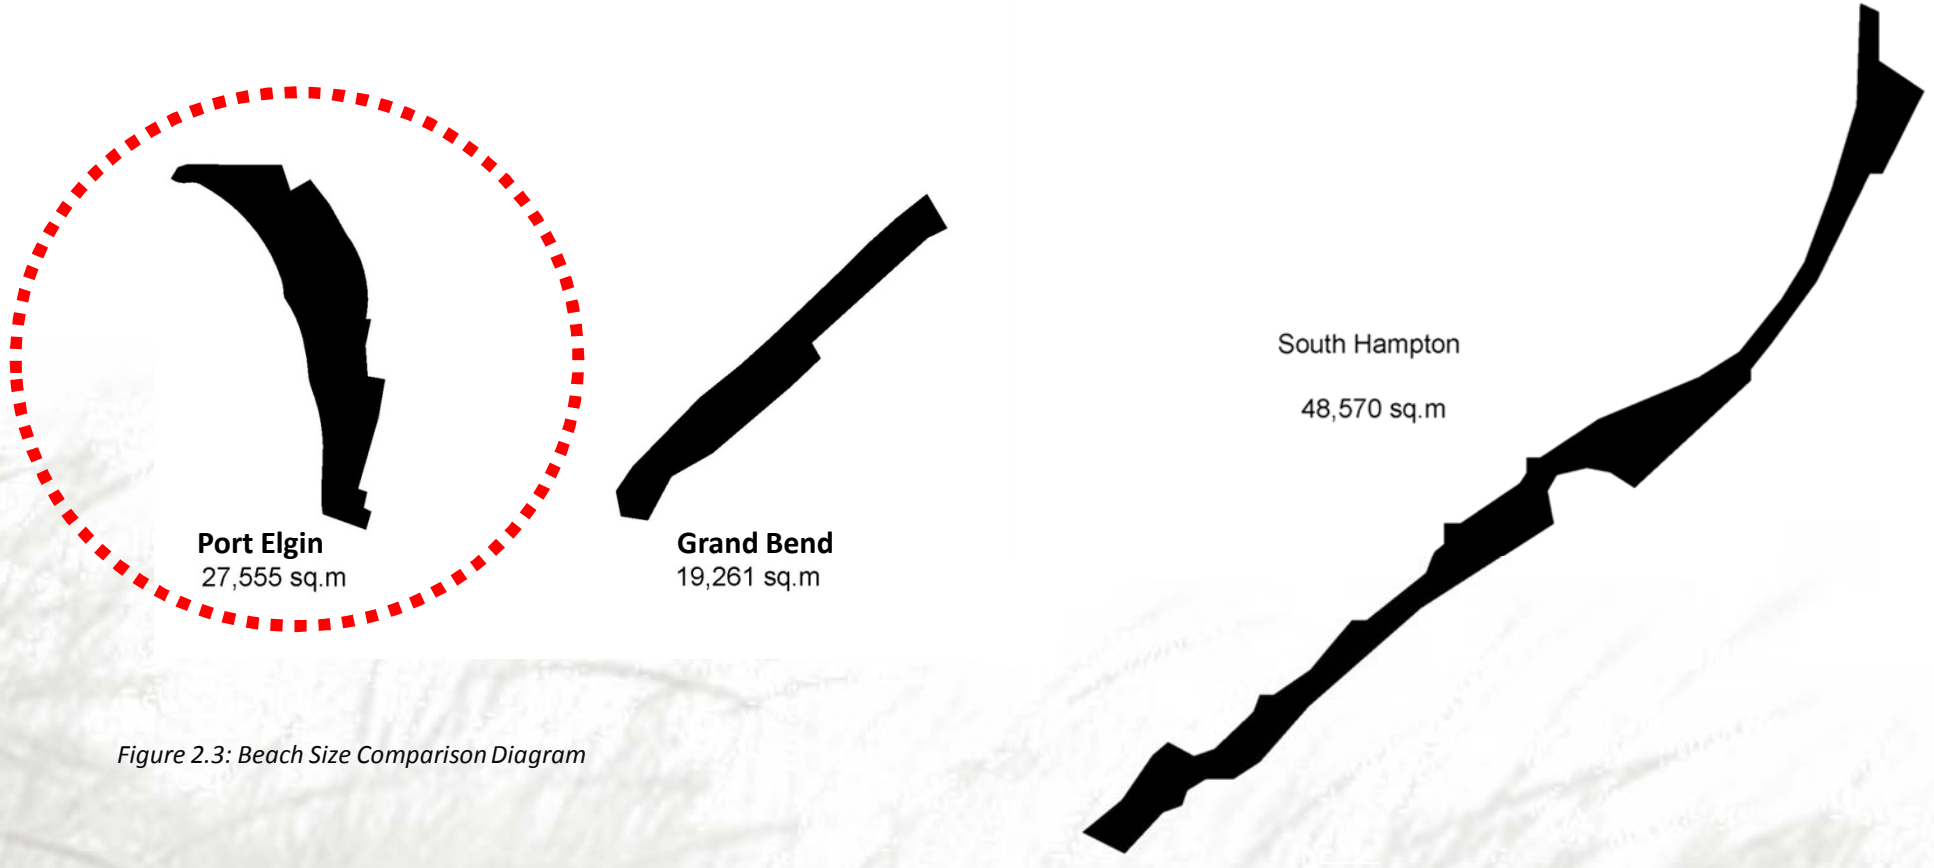 South Hampton
48,570 sq.m
Port Elgin
27,555 sq.m
Grand Bend
19,261 sq.m
Figure 2.3: Beach Size Comparison Diagram